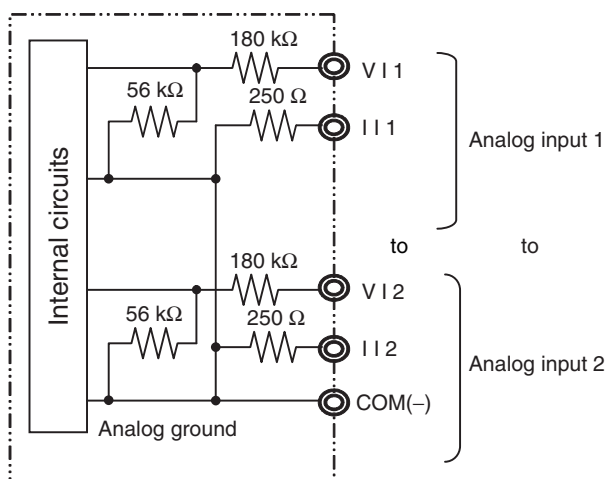 180 kΩ
V I 1
56 kΩ
250 Ω
I I 1
Analog input 1
Internal circuits
to
to
180 kΩ
V I 2
56 kΩ
250 Ω
I I 2
Analog input 2
COM(−)
Analog ground